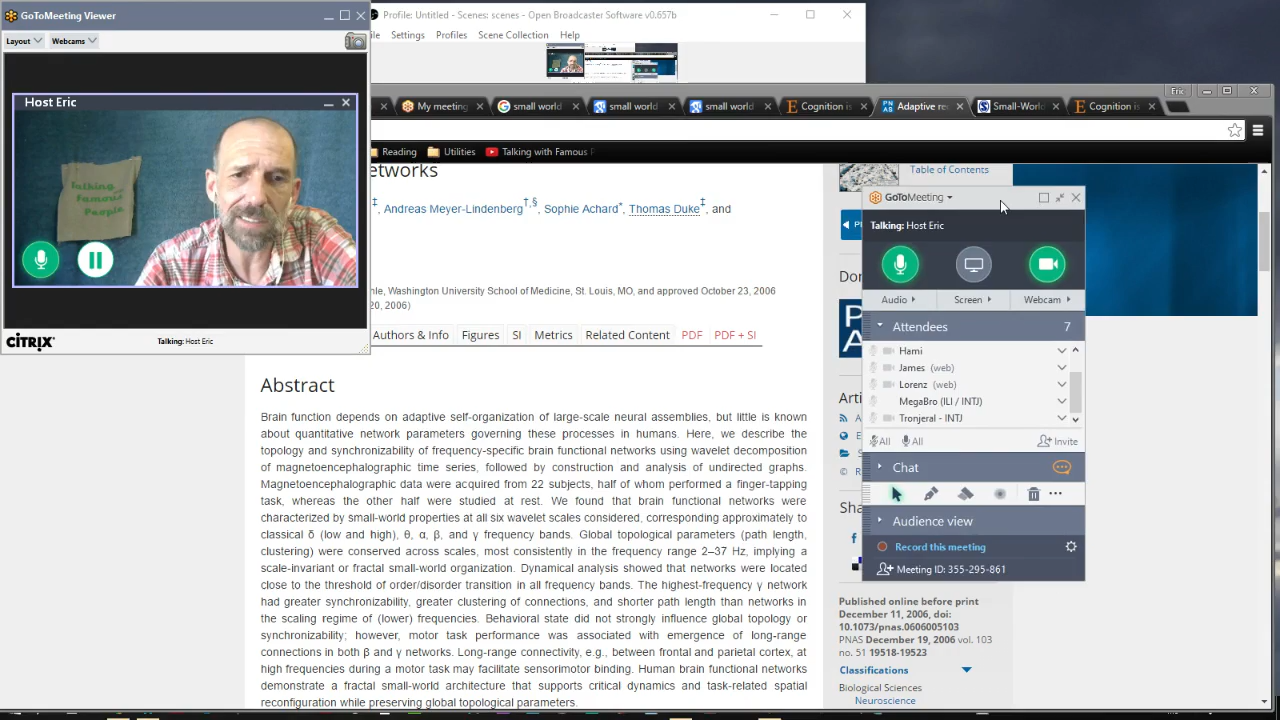 GoToMeeting Viewer
Profile: Untitled - Scenes: scenes - Open Broadcaster Software v0.657b
Layout
Webcams
Settings
Profiles
Scene Collection
Help
Host Eric
Talking
Famous
People
CİTRIX
Talking: Host Eric
Eric
My meeting
small world
small world
small world
Cognition is
Adaptive re
Small-World
Cognition is
Reading
Utilities
Talking with Famous
etworks
‡, Andreas Meyer-Lindenberg†,§, Sophie Achard*, Thomas Duke‡, and
hle, Washington University School of Medicine, St. Louis, MO, and approved October 23, 2006
20, 2006)
Authors & Info
Figures
SI
Metrics
Related Content
PDF
PDF + SI
Abstract
Brain function depends on adaptive self-organization of large-scale neural assemblies, but little is known
about quantitative network parameters governing these processes in humans. Here, we describe the
topology and synchronizability of frequency-specific brain functional networks using wavelet decomposition
of magnetoencephalographic time series, followed by construction and analysis of undirected graphs.
Magnetoencephalographic data were acquired from 22 subjects, half of whom performed a finger-tapping
task, whereas the other half were studied at rest. We found that brain functional networks were
characterized by small-world properties at all six wavelet scales considered, corresponding approximately to
classical δ (low and high), θ, α, β, and γ frequency bands. Global topological parameters (path length,
clustering) were conserved across scales, most consistently in the frequency range 2–37 Hz, implying a
scale-invariant or fractal small-world organization. Dynamical analysis showed that networks were located
close to the threshold of order/disorder transition in all frequency bands. The highest-frequency γ network
had greater synchronizability, greater clustering of connections, and shorter path length than networks in
the scaling regime of (lower) frequencies. Behavioral state did not strongly influence global topology or
synchronizability; however, motor task performance was associated with emergence of long-range
connections in both β and γ networks. Long-range connectivity, e.g., between frontal and parietal cortex, at
high frequencies during a motor task may facilitate sensorimotor binding. Human brain functional networks
demonstrate a fractal small-world architecture that supports critical dynamics and task-related spatial
reconfiguration while preserving global topological parameters.
Table of Contents
GoToMeeting
Talking: Host Eric
Audio
Screen
Webcam
Attendees 7
Hami
James (web)
Lorenz (web)
MegaBro (ILI / INTJ)
Tronjeral - INTJ
All
All
Invite
Chat
Audience view
Record this meeting
Meeting ID: 355-295-861
Do
P
A
Arti
Sha
Published online before print
December 11, 2006, doi:
10.1073/pnas.0606005103
PNAS December 19, 2006 vol. 103
no. 51 19518-19523
Classifications
Biological Sciences
Neuroscience